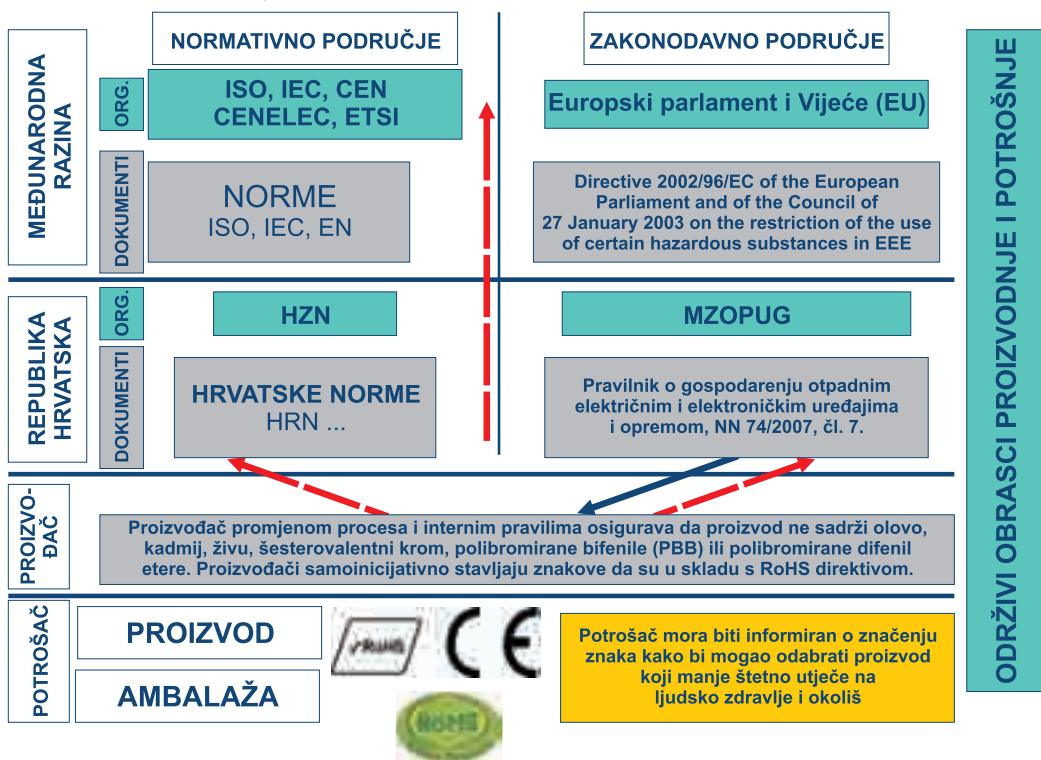 NORMATIVNO PODRUČJE
ZAKONODAVNO PODRUČJE
MEĐUNARODNA
RAZINA
ORG.
ISO, IEC, CEN
CENELEC, ETSI
Europski parlament i Vijeće (EU)
DOKUMENTI
NORME
ISO, IEC, EN
Directive 2002/96/EC of the European
Parliament and of the Council of
27 January 2003 on the restriction of the use
of certain hazardous substances in EEE
REPUBLIKA
HRVATSKA
ORG.
HZN
MZOPUG
DOKUMENTI
HRVATSKE NORME
HRN ...
Pravilnik o gospodarenju otpadnim
električnim i elektroničkim uređajima
i opremom, NN 74/2007, čl. 7.
PROIZVO-
ĐAČ
Proizvođač promjenom procesa i internim pravilima osigurava da proizvod ne sadrži olovo,
kadmij, živu, šesterovalentni krom, polibromirane bifenile (PBB) ili polibromirane difenil
etere. Proizvođači samoinicijativno stavljaju znakove da su u skladu s RoHS direktivom.
POTROŠAČ
PROIZVOD
AMBALAŽA
CE
Potrošač mora biti informiran o značenju
znaka kako bi mogao odabrati proizvod
koji manje štetno utječe na
ljudsko zdravlje i okoliš
ODRŽIVI OBRASCI PROIZVODNJE I POTROŠNJE